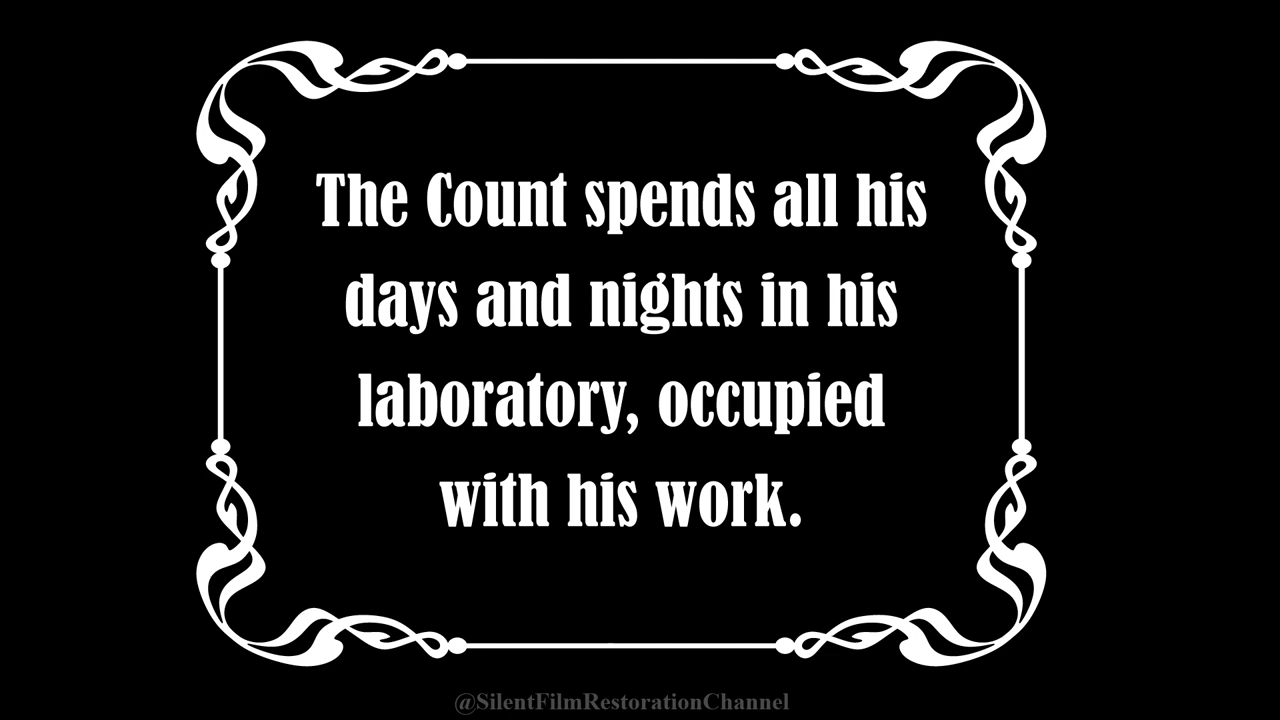 The Count spends all his
days and nights in his
laboratory, occupied
with his work.
@SilentFilmRestorationChannel